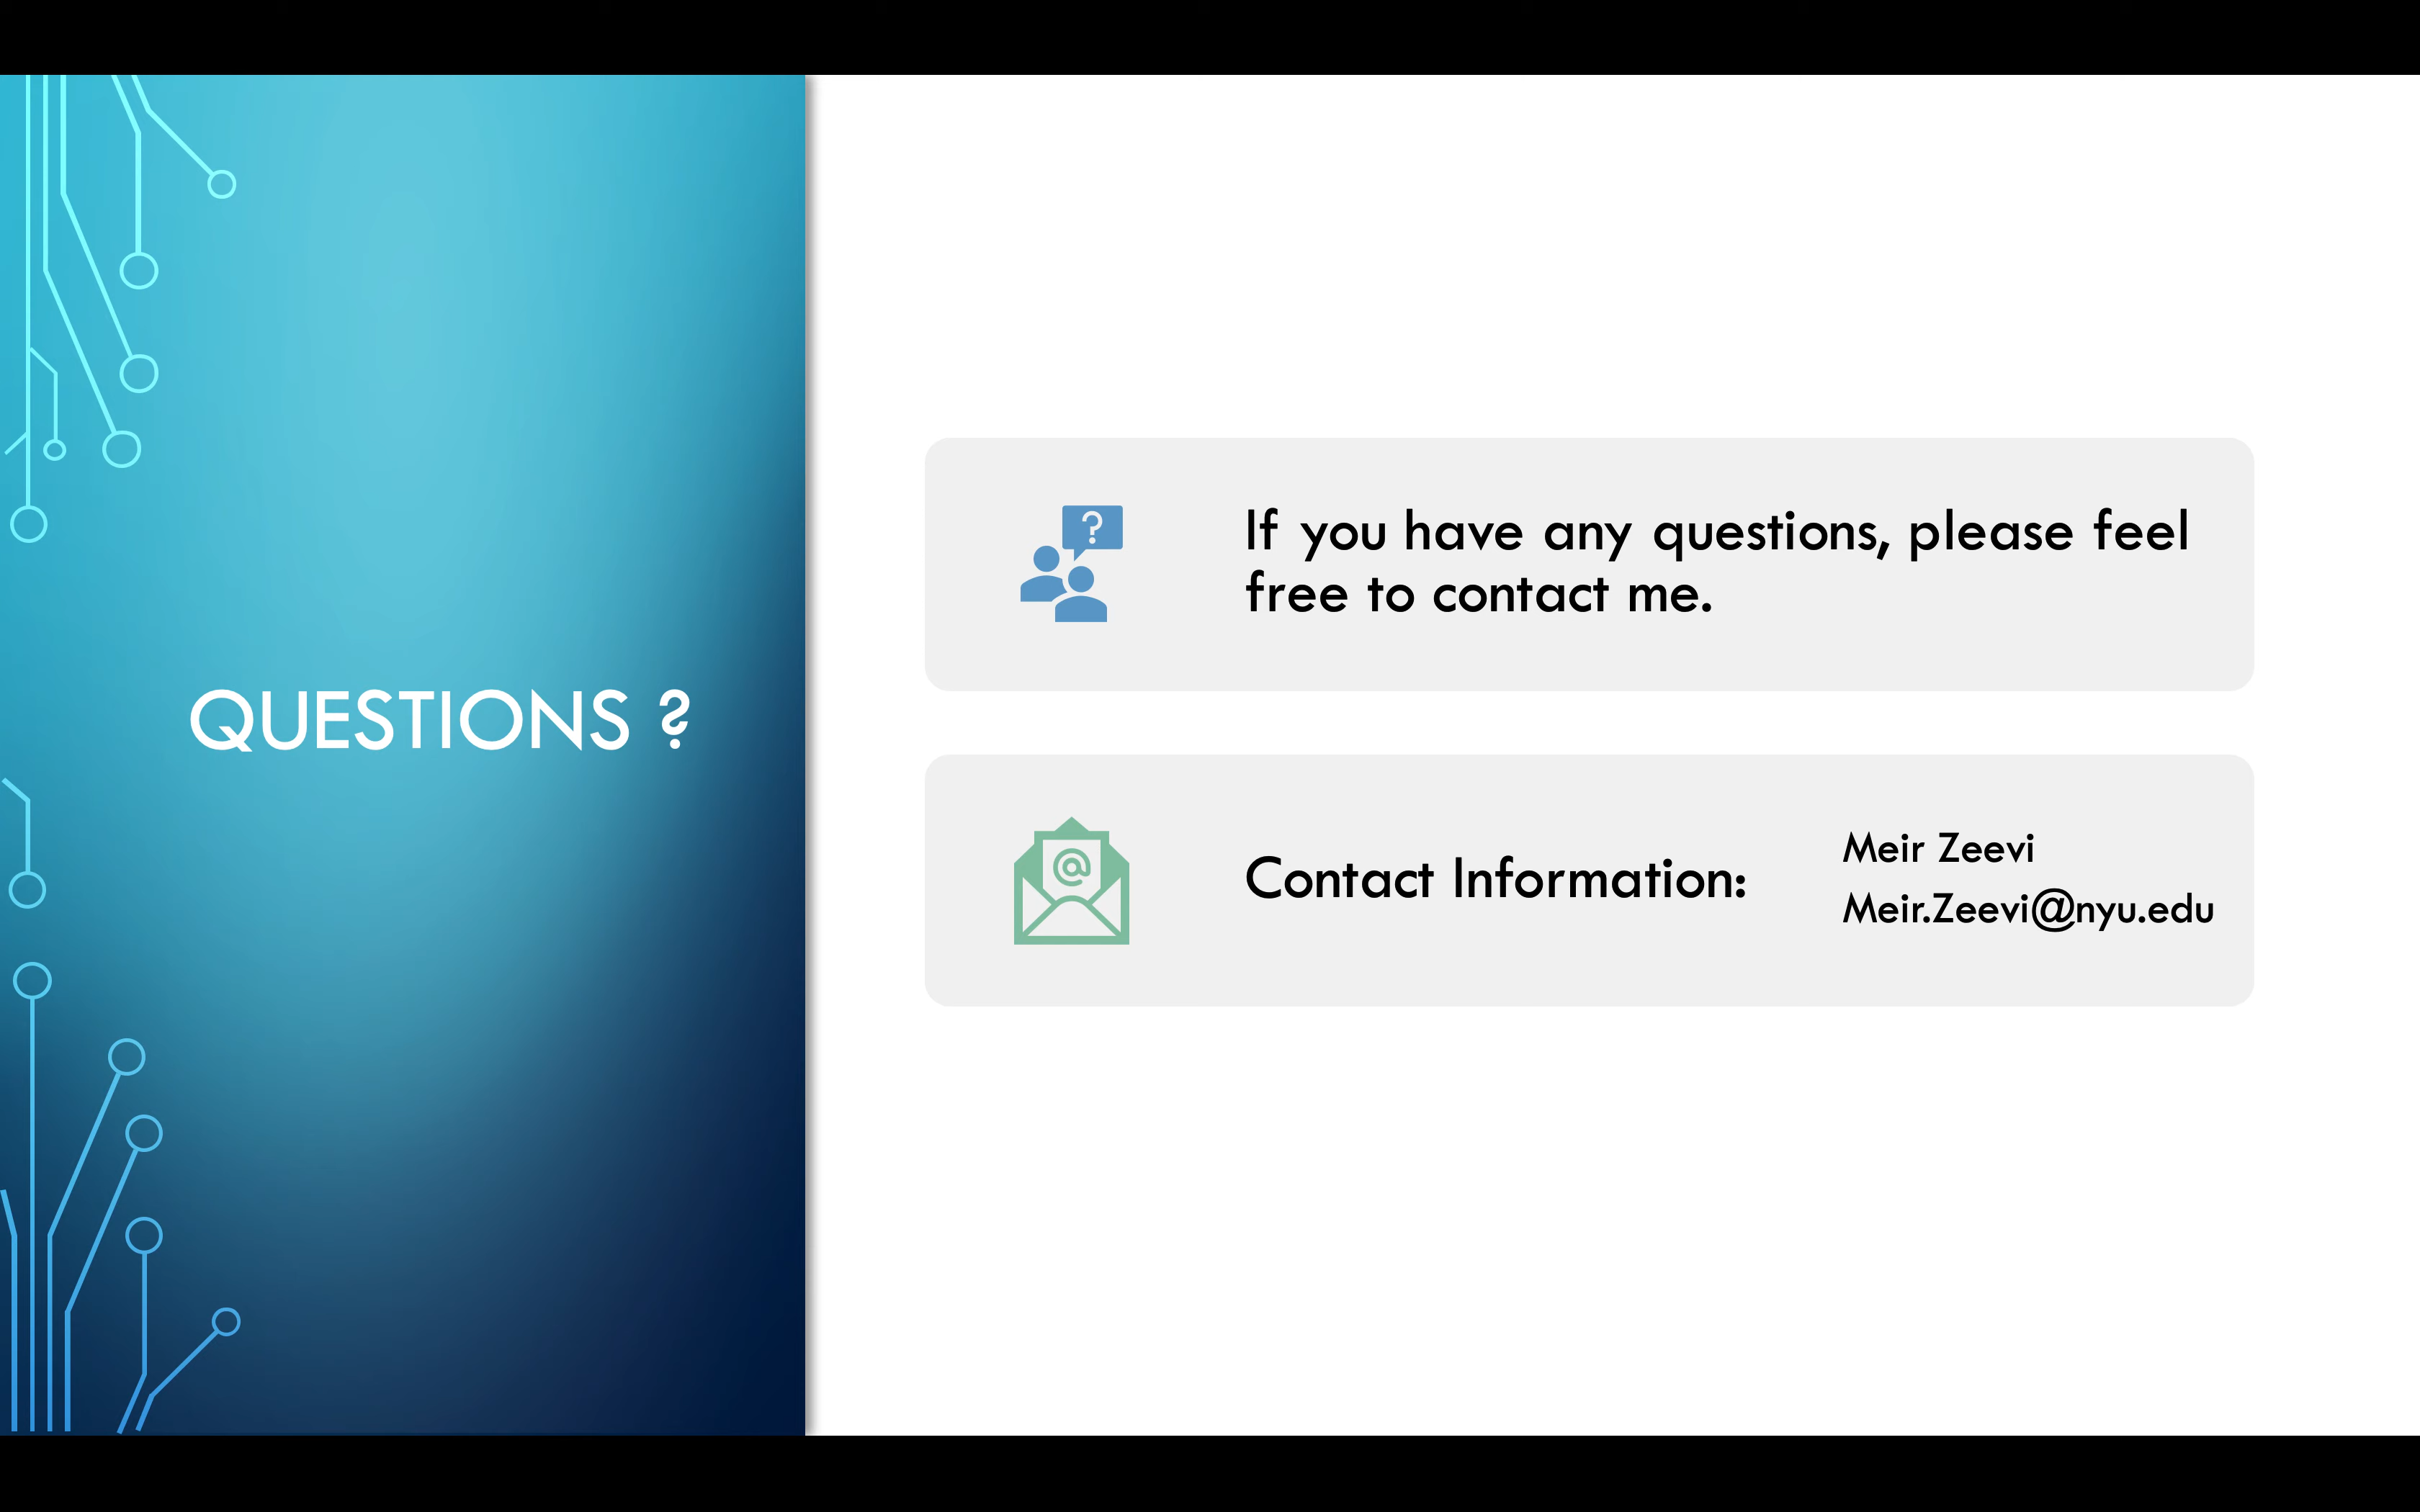 QUESTIONS ?
?
If you have any questions, please feel
free to contact me.
@
Contact Information:
Meir Zeevi
Meir.Zeevi@nyu.edu